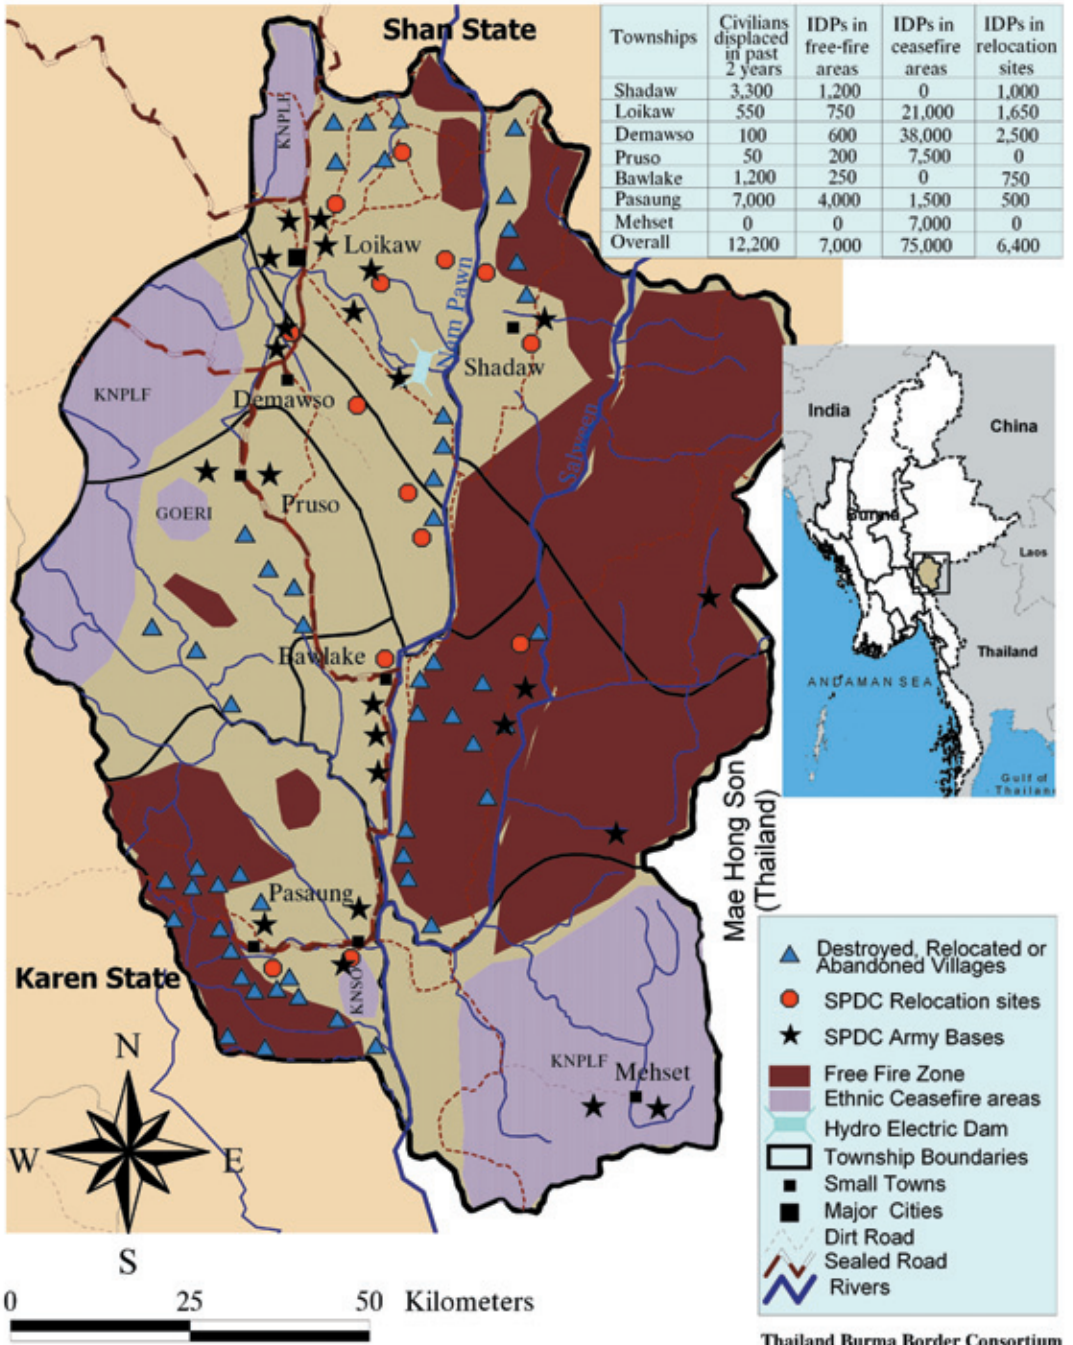 Shan State
Townships
Civilians displaced in past 2 years
IDPs in free-fire areas
IDPs in ceasefire areas
IDPs in relocation sites
Shadaw 3,300 1,200 0 1,000
Loikaw 550 750 21,000 1,650
Demawso 100 600 38,000 2,500
Pruso 50 200 7,500 0
Bawlake 1,200 250 0 750
Pasaung 7,000 4,000 1,500 500
Mehset 0 0 7,000 0
Overall 12,200 7,000 75,000 6,400
KNPLF
Loikaw
Nam Pawn
Shadaw
KNPLF
Demawso
Salween
GOERI
Pruso
Bawlake
Pasaung
KNSO
Karen State
KNPLF
Mehset
Mae Hong Son
(Thailand)
India
China
Burma
Laos
Thailand
ANDAMAN SEA
Gulf of
Thailand
Destroyed, Relocated or
Abandoned Villages
SPDC Relocation sites
SPDC Army Bases
Free Fire Zone
Ethnic Ceasefire areas
Hydro Electric Dam
Township Boundaries
Small Towns
Major Cities
Dirt Road
Sealed Road
Rivers
N
W E
S
0 25 50 Kilometers
Thailand Burma Border Consortium